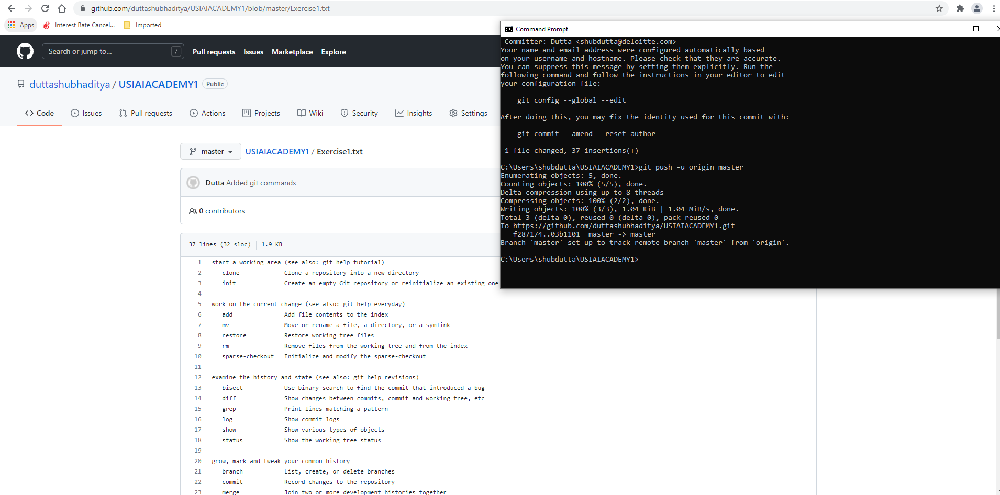 github.com/duttashubhaditya/USIAIACADEMY1/blob/master/Exercise1.txt
Apps
Interest Rate Cancel...
Imported
Search or jump to...
/
Pull requests
Issues
Marketplace
Explore
duttashubhaditya / USIAIACADEMY1
Public
<> Code
Issues
Pull requests
Actions
Projects
Wiki
Security
Insights
Settings
master
USIAIACADEMY1 / Exercise1.txt
Dutta Added git commands
0 contributors
37 lines (32 sloc) | 1.9 KB
1 start a working area (see also: git help tutorial)
2 clone Clone a repository into a new directory
3 init Create an empty Git repository or reinitialize an existing one
4
5 work on the current change (see also: git help everyday)
6 add Add file contents to the index
7 mv Move or rename a file, a directory, or a symlink
8 restore Restore working tree files
9 rm Remove files from the working tree and from the index
10 sparse-checkout Initialize and modify the sparse-checkout
11
12 examine the history and state (see also: git help revisions)
13 bisect Use binary search to find the commit that introduced a bug
14 diff Show changes between commits, commit and working tree, etc
15 grep Print lines matching a pattern
16 log Show commit logs
17 show Show various types of objects
18 status Show the working tree status
19
20 grow, mark and tweak your common history
21 branch List, create, or delete branches
22 commit Record changes to the repository
23 merge Join two or more development histories together
Command Prompt
Committer: Dutta <shubdutta@deloitte.com>
Your name and email address were configured automatically based
on your username and hostname. Please check that they are accurate.
You can suppress this message by setting them explicitly. Run the
following command and follow the instructions in your editor to edit
your configuration file:
git config --global --edit
After doing this, you may fix the identity used for this commit with:
git commit --amend --reset-author
1 file changed, 37 insertions(+)
C:\Users\shubdutta\USIAIACADEMY1>git push -u origin master
Enumerating objects: 5, done.
Counting objects: 100% (5/5), done.
Delta compression using up to 8 threads
Compressing objects: 100% (2/2), done.
Writing objects: 100% (3/3), 1.04 KiB | 1.04 MiB/s, done.
Total 3 (delta 0), reused 0 (delta 0), pack-reused 0
To https://github.com/duttashubhaditya/USIAIACADEMY1.git
f287174..03b1101 master -> master
Branch 'master' set up to track remote branch 'master' from 'origin'.
C:\Users\shubdutta\USIAIACADEMY1>